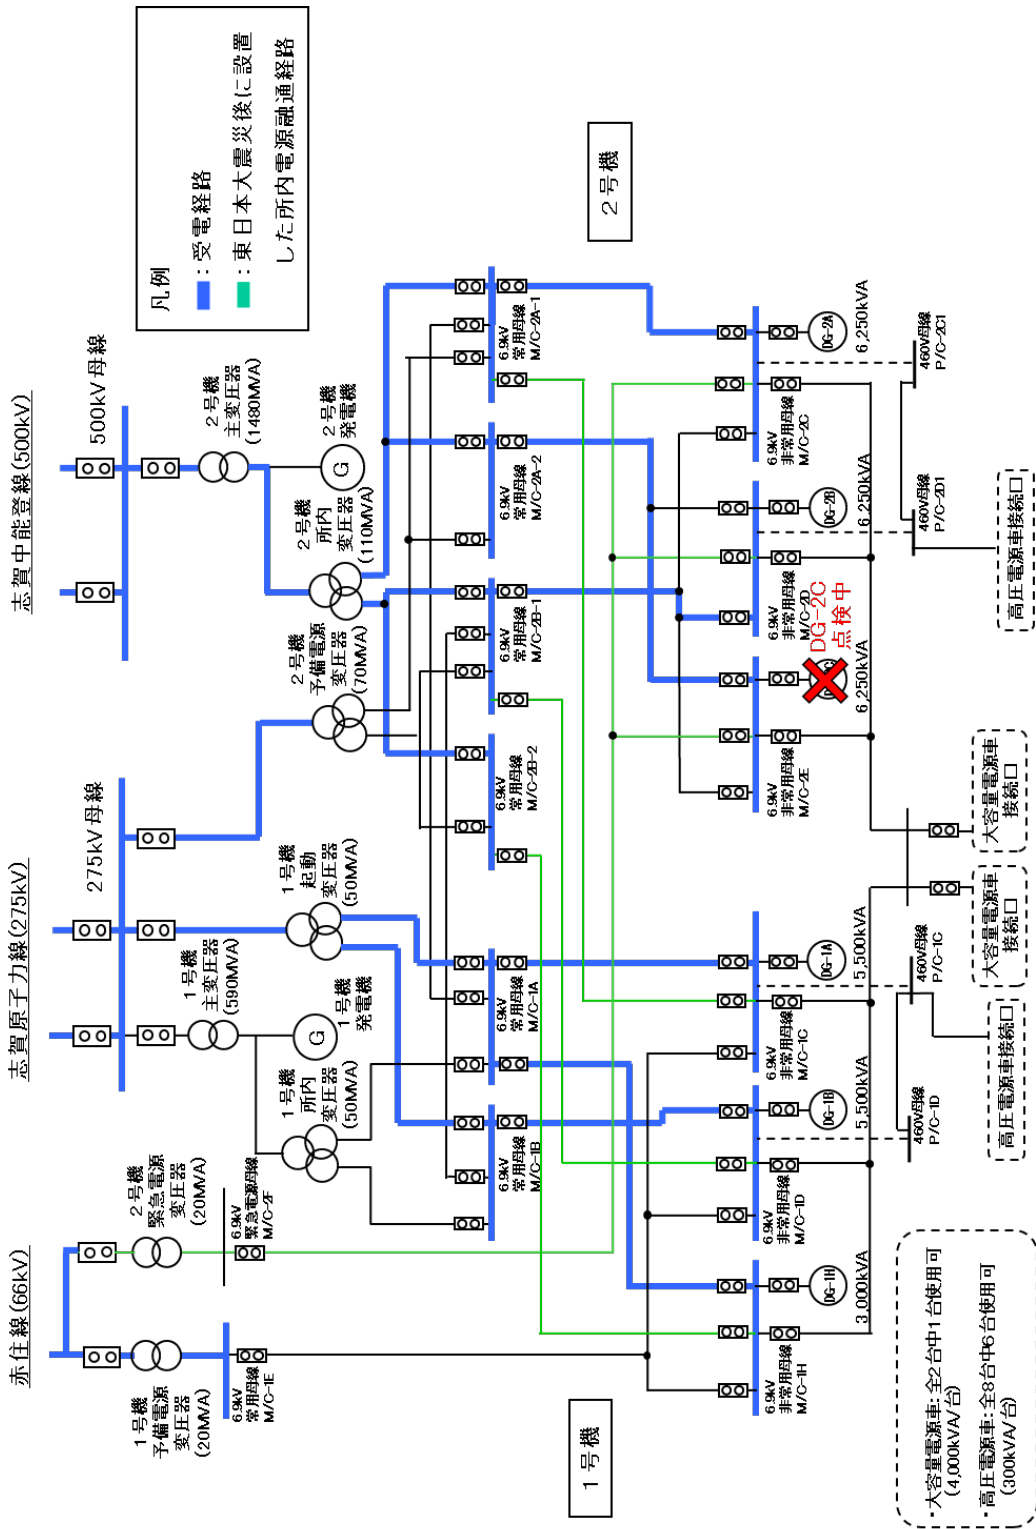 赤住線(66kV)
志賀原子力線(275kV)
志賀中能登線(500kV)
凡例
：受電経路
：東日本大震災後に設置
した所内電源融通経路
275kV母線
500kV母線
1号機
予備電源
変圧器
(20MVA)
2号機
緊急電源
変圧器
(20MVA)
1号機
主変圧器
(590MVA)
1号機
起動
変圧器
(50MVA)
2号機
予備電源
変圧器
(70MVA)
2号機
主変圧器
(1480MVA)
G
2号機
発電機
2号機
所内
変圧器
(110MVA)
G
1号機
発電機
1号機
所内
変圧器
(50MVA)
6.9kV
常用母線
M/C-1E
6.9kV
緊急電源母線
M/C-2F
6.9kV
常用母線
M/C-1B
6.9kV
常用母線
M/C-1A
6.9kV
常用母線
M/C-2B-2
6.9kV
常用母線
M/C-2B-1
6.9kV
常用母線
M/C-2A-2
6.9kV
常用母線
M/C-2A-1
1号機
2号機
6.9kV
非常用母線
M/C-1H
6.9kV
非常用母線
M/C-1D
6.9kV
非常用母線
M/C-1C
6.9kV
非常用母線
M/C-2E
6.9kV
非常用母線
M/C-2D
6.9kV
非常用母線
M/C-2C
DG-1H
3,000kVA
DG-1B
5,500kVA
DG-1A
5,500kVA
DG-2C
点検中
6,250kVA
DG-2B
6,250kVA
DG-2A
6,250kVA
460V母線
P/C-1D
460V母線
P/C-1C
460V母線
P/C-2D1
460V母線
P/C-2C1
高圧電源車接続口
大容量電源車
接続口
大容量電源車
接続口
高圧電源車接続口
・大容量電源車：全2台中1台使用可
(4,000kVA/台)
・高圧電源車：全8台中6台使用可
(300kVA/台)